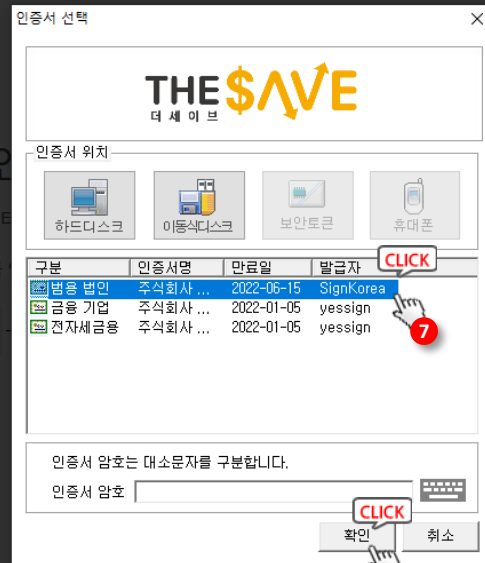 인증서 선택
THE $AVE
더세이브
인증서 위치
하드디스크 이동식디스크 보안토큰 휴대폰
구분 인증서명 만료일 발급자 CLICK
범용 법인 주식회사 ... 2022-06-15 SignKorea
금융 기업 주식회사 ... 2022-01-05 yessign
전자세금용 주식회사 ... 2022-01-05 yessign
7
인증서 암호는 대소문자를 구분합니다.
인증서 암호
CLICK
확인 취소